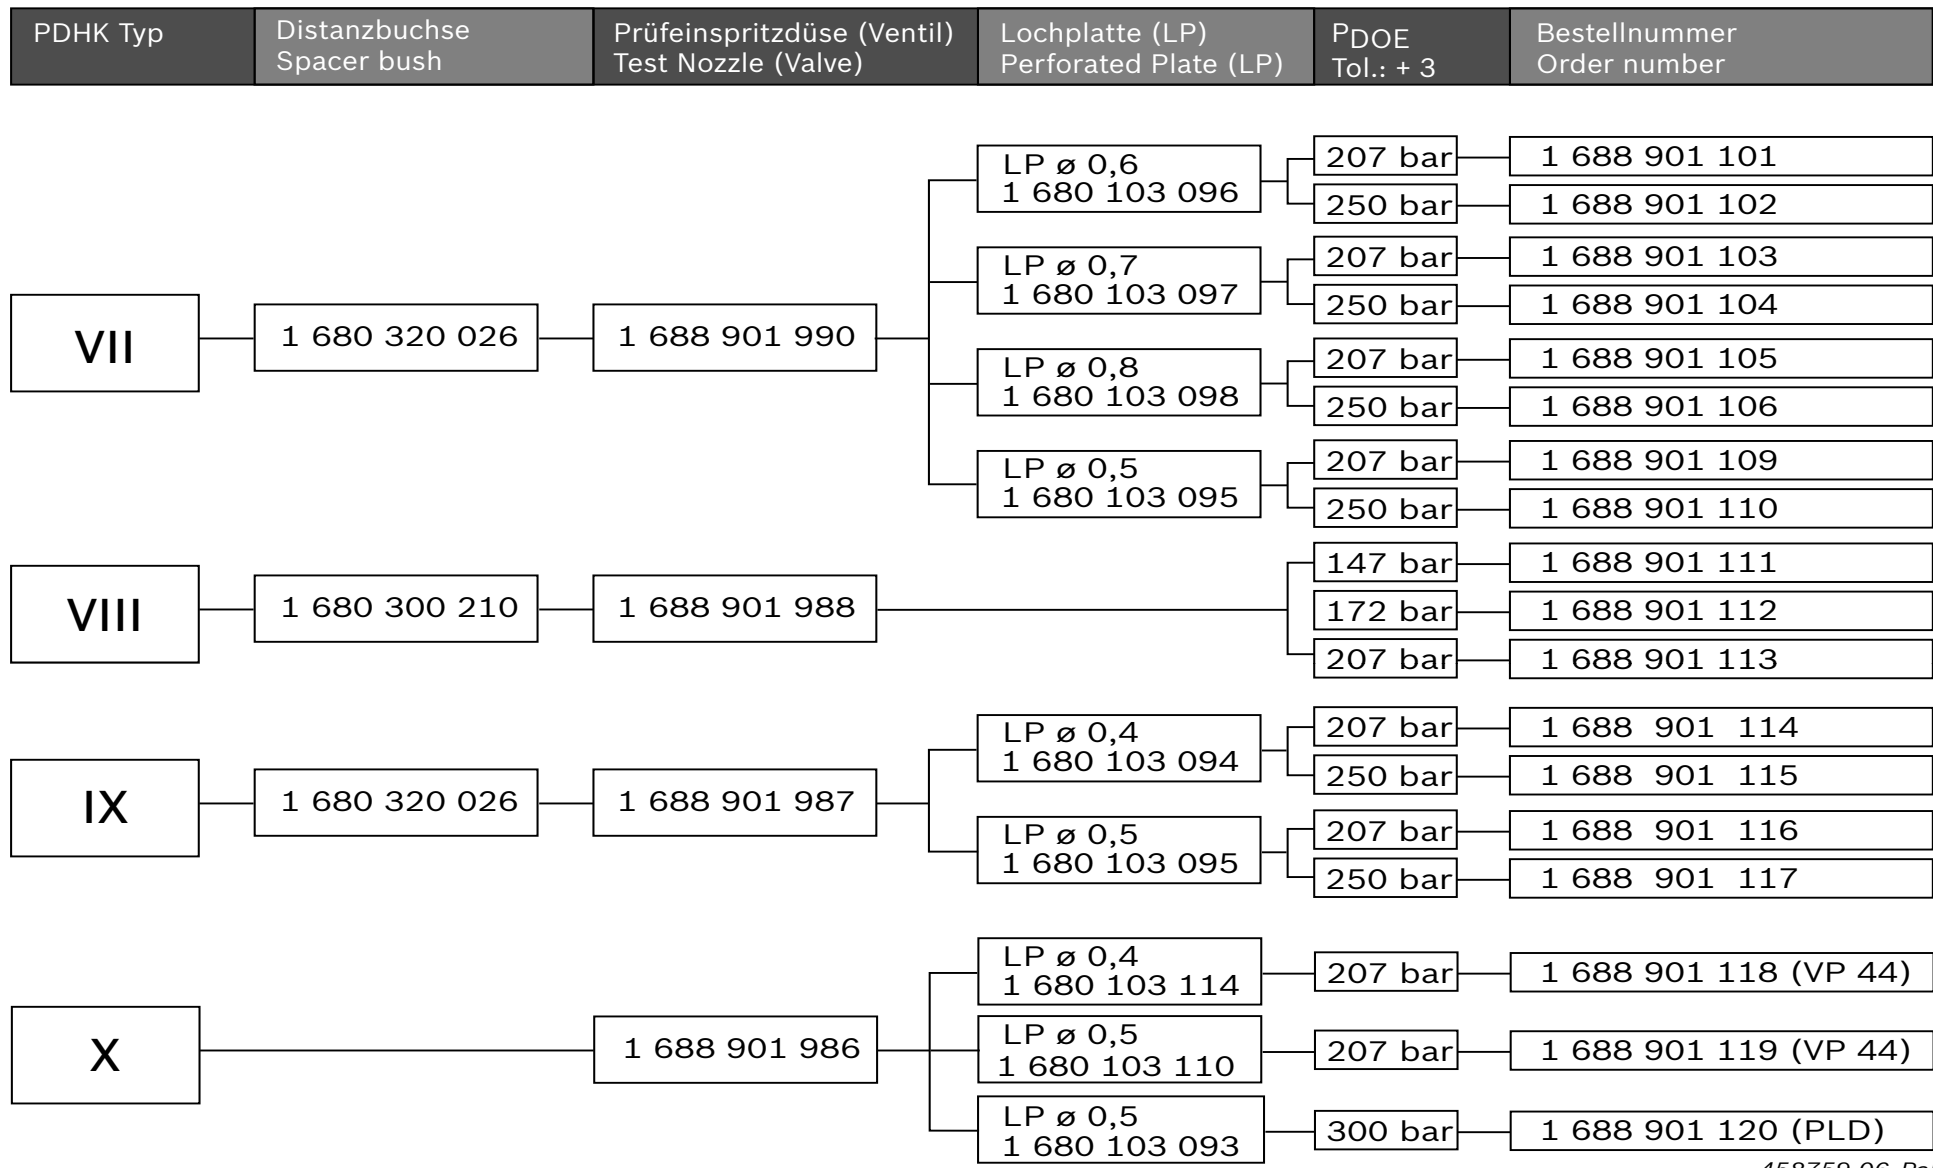 PDHK Typ
Distanzbuchse
Spacer bush
Prüfeinspritzdüse (Ventil)
Test Nozzle (Valve)
Lochplatte (LP)
Perforated Plate (LP)
PDOE
Tol.: + 3
Bestellnummer
Order number
VII
1 680 320 026
1 688 901 990
LP ø 0,6
1 680 103 096
207 bar
1 688 901 101
250 bar
1 688 901 102
LP ø 0,7
1 680 103 097
207 bar
1 688 901 103
250 bar
1 688 901 104
LP ø 0,8
1 680 103 098
207 bar
1 688 901 105
250 bar
1 688 901 106
LP ø 0,5
1 680 103 095
207 bar
1 688 901 109
250 bar
1 688 901 110
VIII
1 680 300 210
1 688 901 988
147 bar
1 688 901 111
172 bar
1 688 901 112
207 bar
1 688 901 113
IX
1 680 320 026
1 688 901 987
LP ø 0,4
1 680 103 094
207 bar
1 688 901 114
250 bar
1 688 901 115
LP ø 0,5
1 680 103 095
207 bar
1 688 901 116
250 bar
1 688 901 117
X
1 688 901 986
LP ø 0,4
1 680 103 114
207 bar
1 688 901 118 (VP 44)
LP ø 0,5
1 680 103 110
207 bar
1 688 901 119 (VP 44)
LP ø 0,5
1 680 103 093
300 bar
1 688 901 120 (PLD)